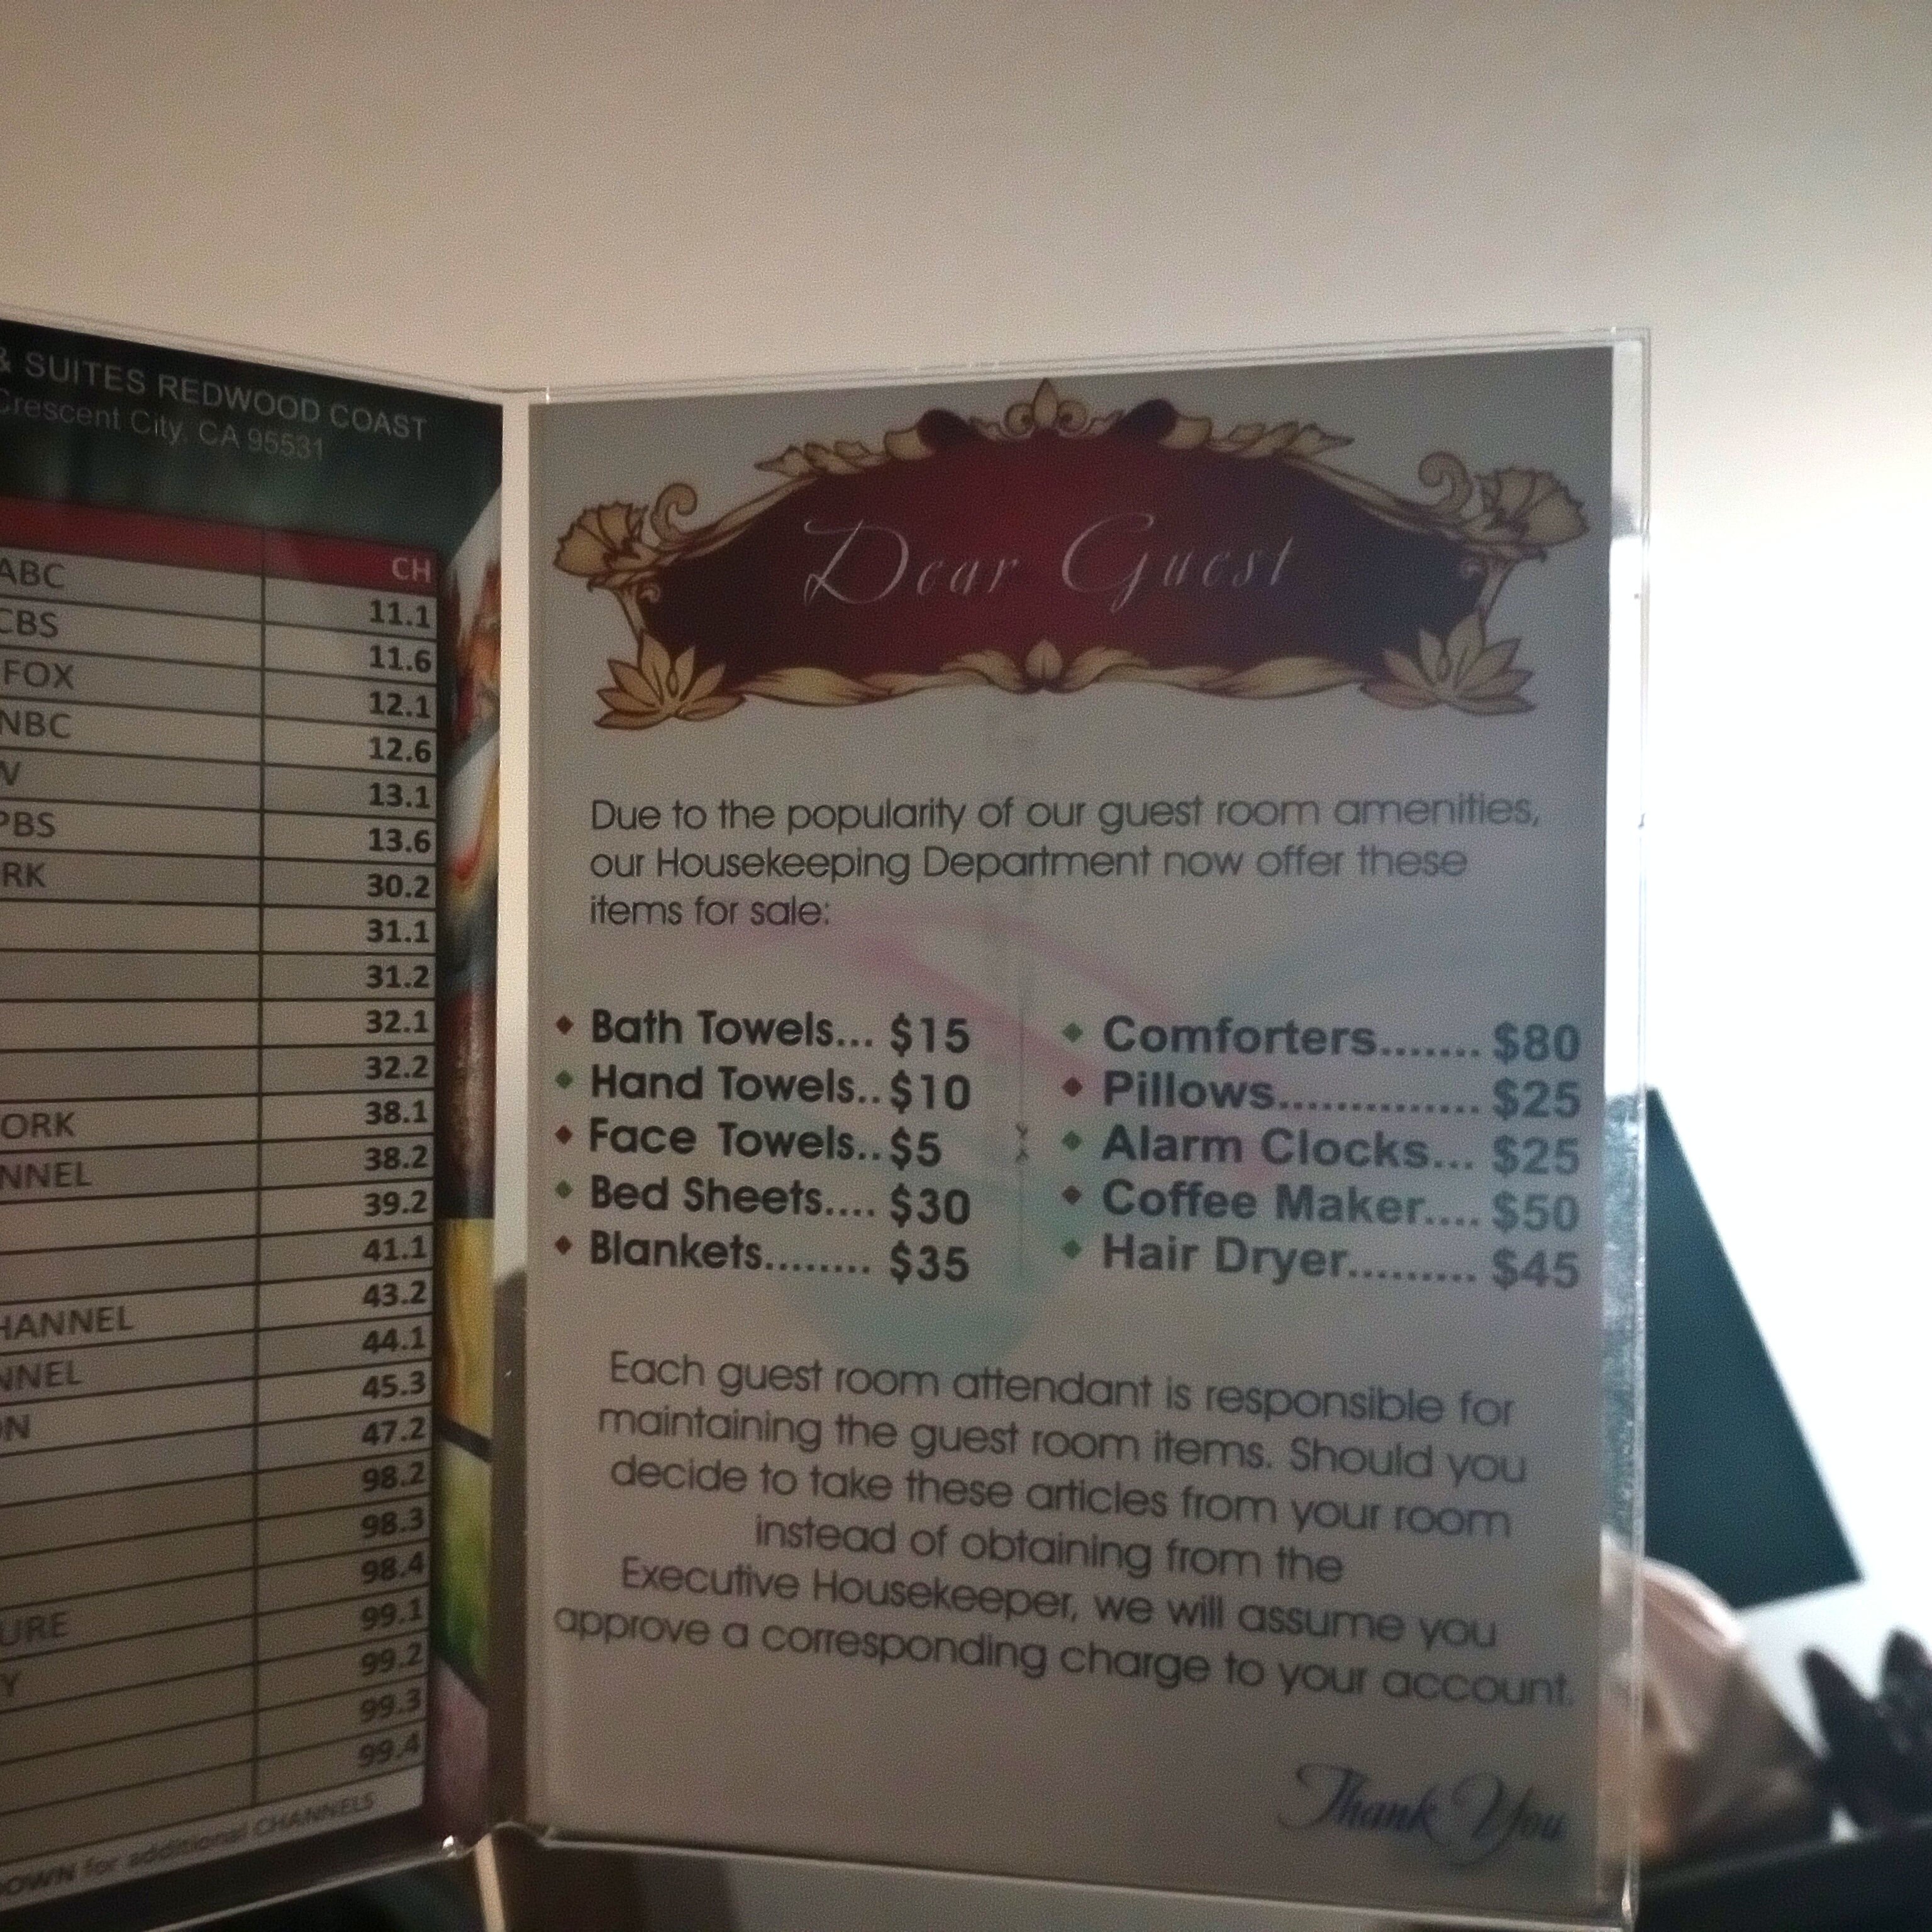 & SUITES REDWOOD COAST
Crescent City, CA 95531
CH
ABC 11.1
CBS 11.6
FOX 12.1
NBC 12.6
13.1
PBS 13.6
30.2
31.1
31.2
32.1
32.2
38.1
38.2
39.2
41.1
43.2
44.1
45.3
47.2
98.2
98.3
98.4
99.1
99.2
99.3
99.4
for additional CHANNELS
Dear Guest
Due to the popularity of our guest room amenities,
our Housekeeping Department now offer these
items for sale:
Bath Towels... $15
Hand Towels.. $10
Face Towels.. $5
Bed Sheets.... $30
Blankets........ $35
Comforters....... $80
Pillows.............. $25
Alarm Clocks... $25
Coffee Maker.... $50
Hair Dryer......... $45
Each guest room attendant is responsible for
maintaining the guest room items. Should you
decide to take these articles from your room
instead of obtaining from the
Executive Housekeeper, we will assume you
approve a corresponding charge to your account.
Thank You